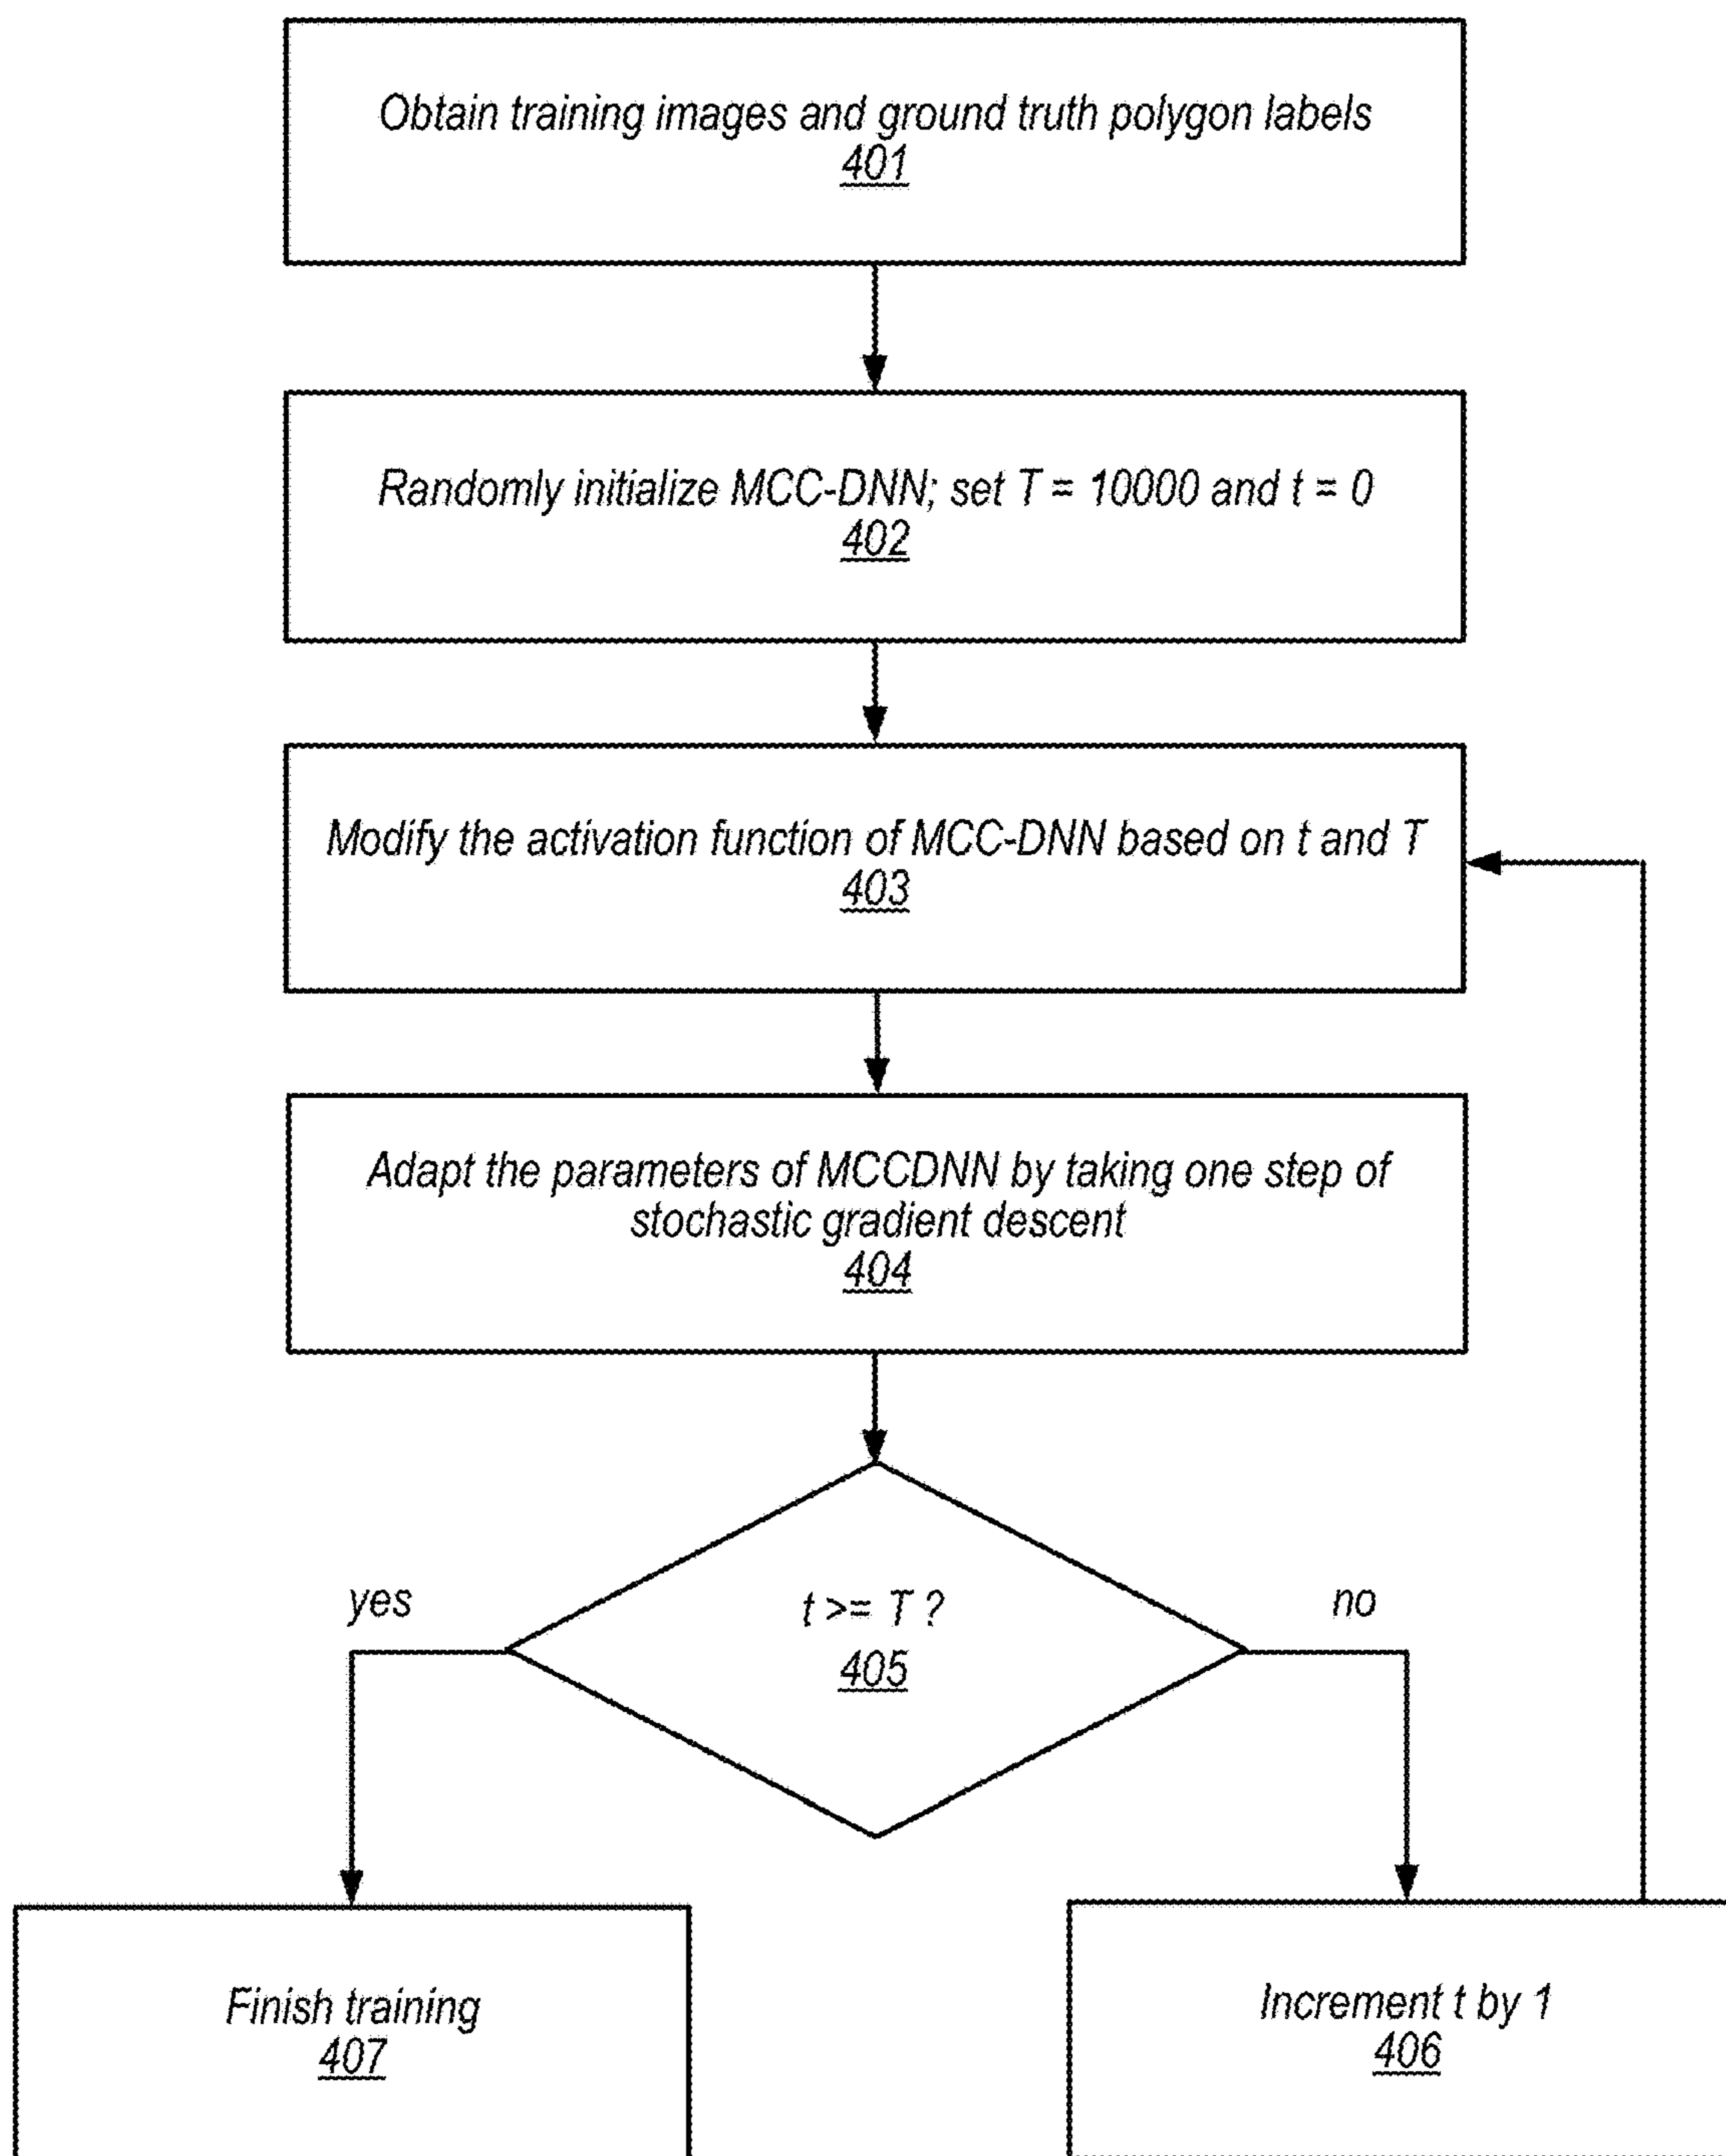 Obtain training images and ground truth polygon labels
401
Randomly initialize MCC-DNN; set T = 10000 and t = 0
402
Modify the activation function of MCC-DNN based on t and T
403
Adapt the parameters of MCCDNN by taking one step of
stochastic gradient descent
404
yes
t >= T ?
no
405
Finish training
407
Increment t by 1
406